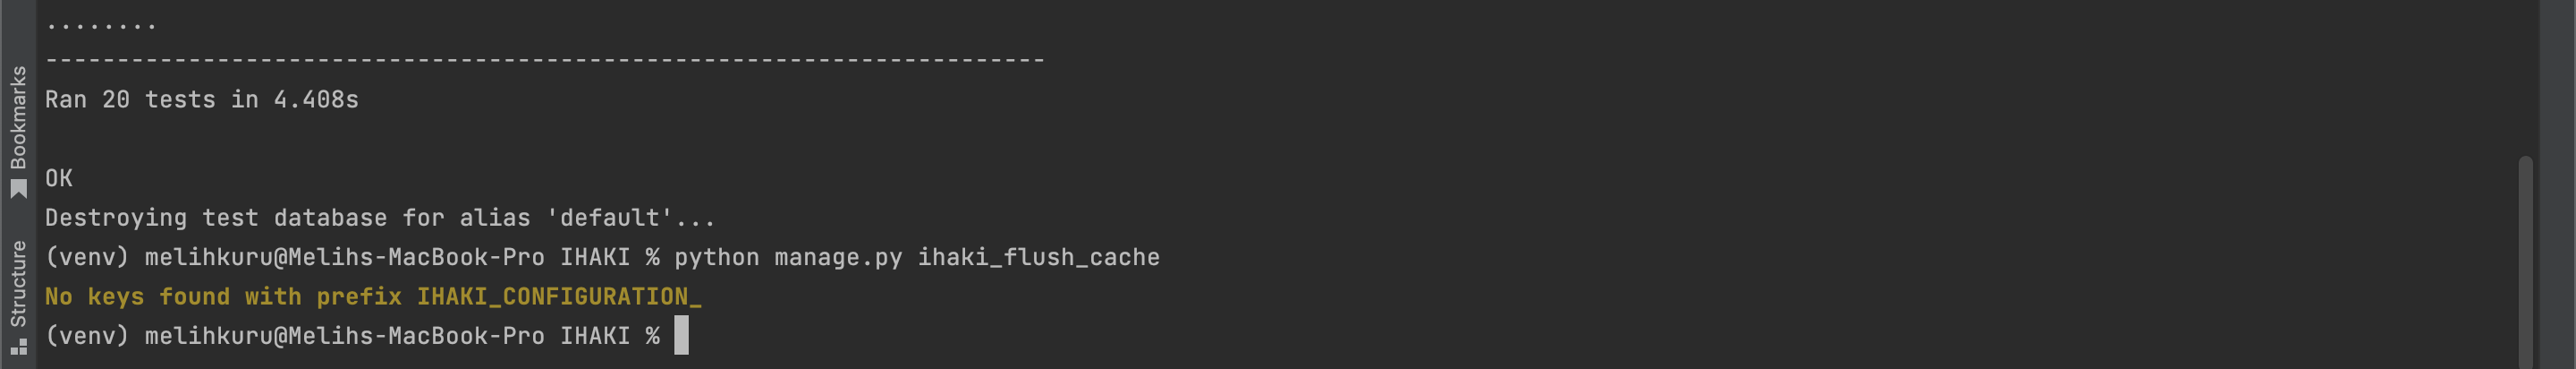 ........
----------------------------------------------------------------------
Ran 20 tests in 4.408s
OK
Destroying test database for alias 'default'...
(venv) melihkuru@Melihs-MacBook-Pro IHAKI % python manage.py ihaki_flush_cache
No keys found with prefix IHAKI_CONFIGURATION_
(venv) melihkuru@Melihs-MacBook-Pro IHAKI %
Bookmarks
Structure